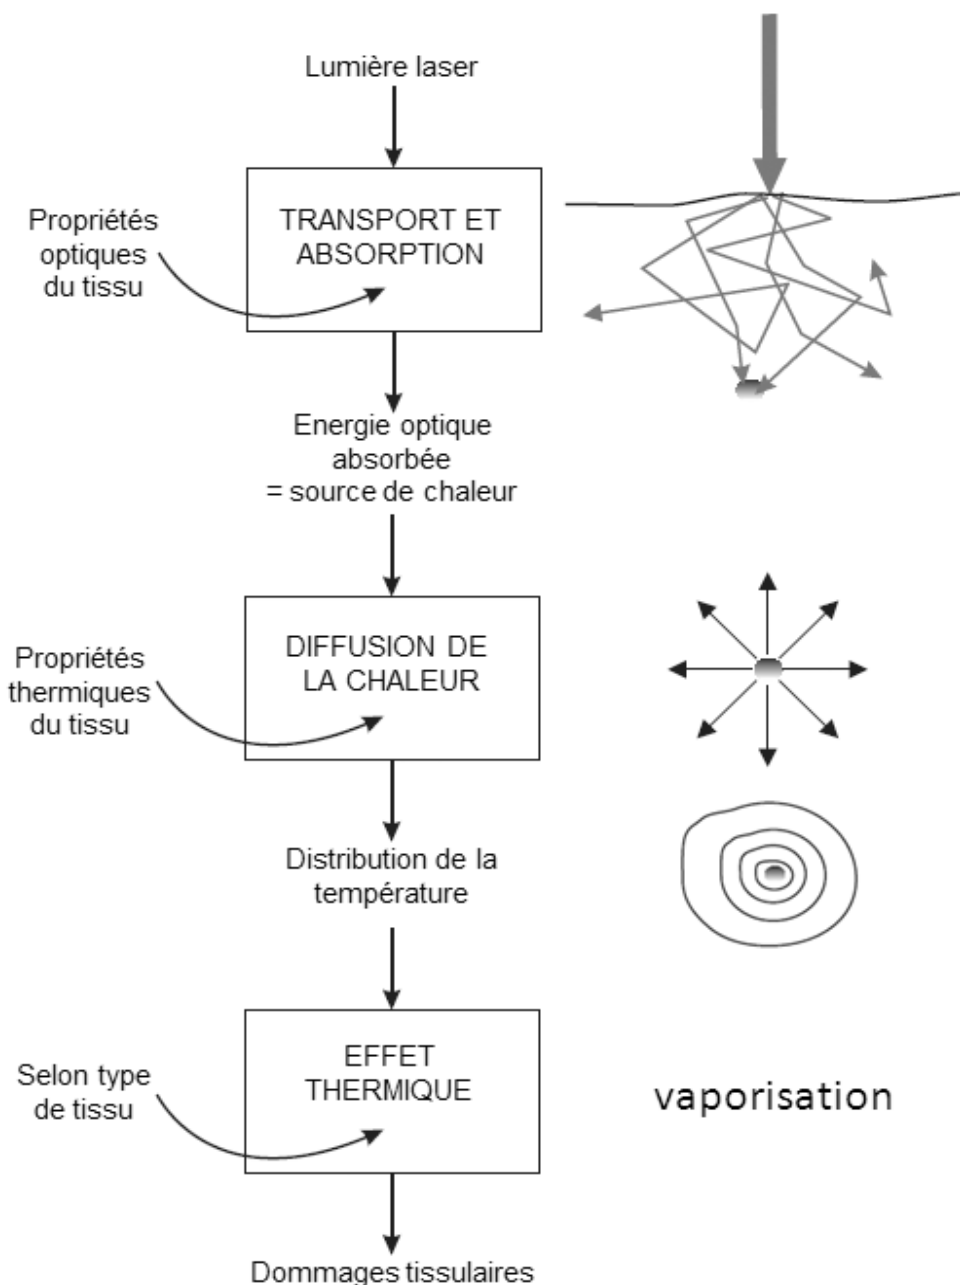 Lumière laser
Propriétés
optiques
du tissu
TRANSPORT ET
ABSORPTION
Energie optique
absorbée
= source de chaleur
Propriétés
thermiques
du tissu
DIFFUSION DE
LA CHALEUR
Distribution de la
température
Selon type
de tissu
EFFET
THERMIQUE
vaporisation
Dommages tissulaires